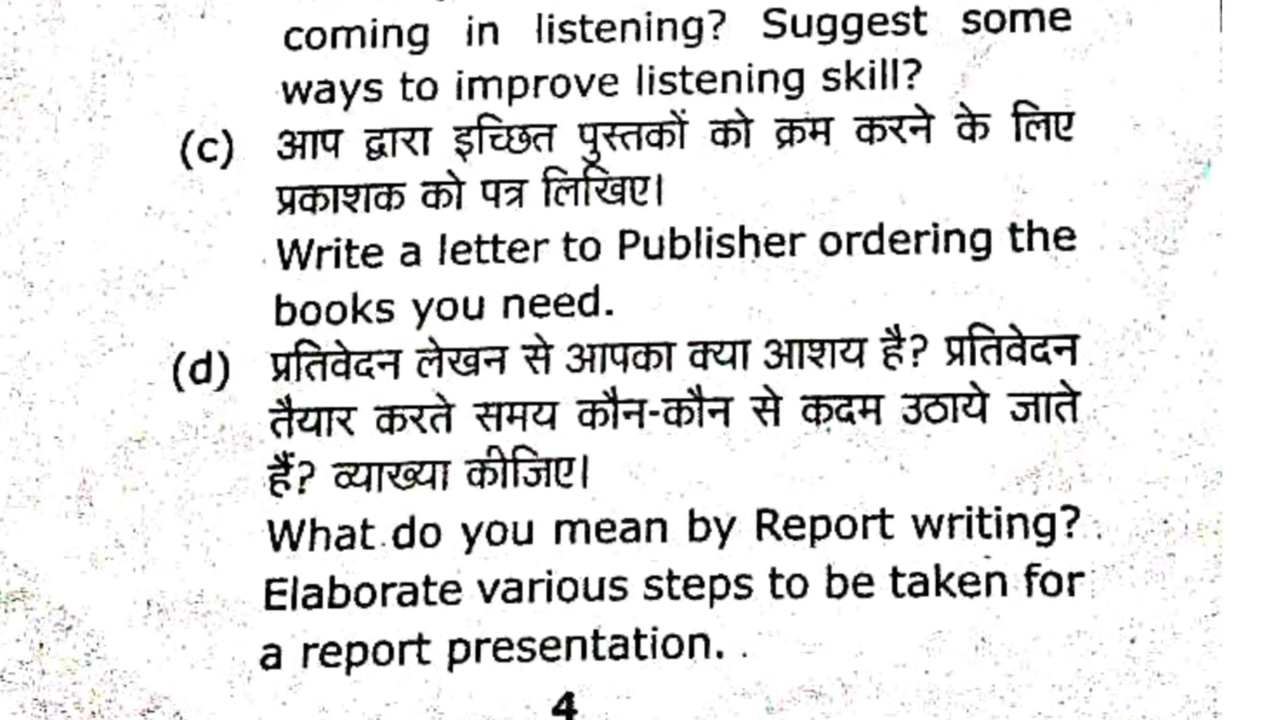 coming in listening? Suggest some
ways to improve listening skill?
(c) आप द्वारा इच्छित पुस्तकों को क्रम करने के लिए
प्रकाशक को पत्र लिखिए।
Write a letter to Publisher ordering the
books you need.
(d) प्रतिवेदन लेखन से आपका क्या आशय है? प्रतिवेदन
तैयार करते समय कौन-कौन से कदम उठाये जाते
हैं? व्याख्या कीजिए।
What do you mean by Report writing?
Elaborate various steps to be taken for
a report presentation.
4